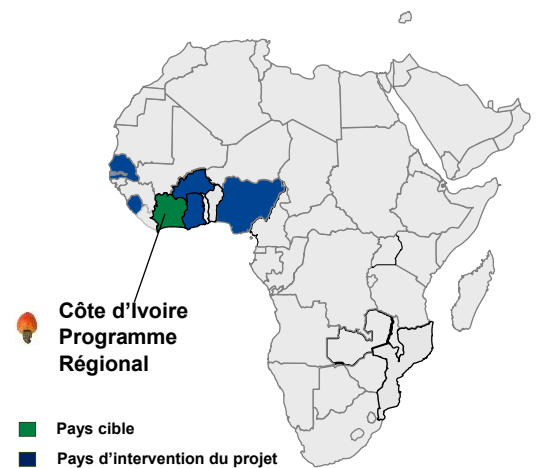 Côte d’Ivoire
Programme
Régional
Pays cible
Pays d’intervention du projet